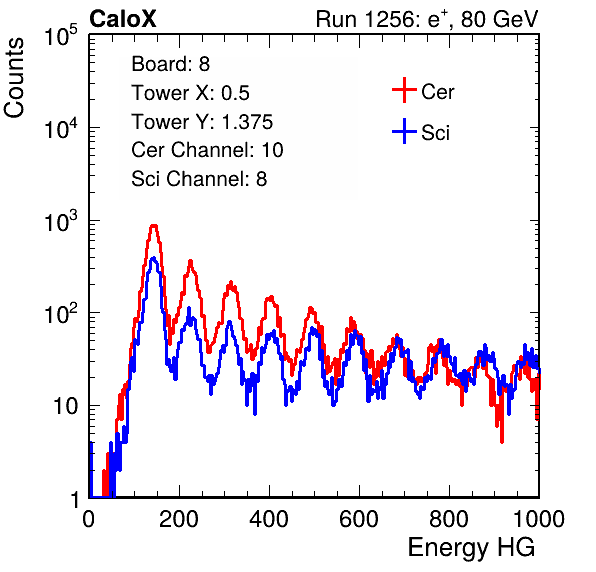 CaloX
Run 1256: e⁺, 80 GeV
Board: 8
Tower X: 0.5
Tower Y: 1.375
Cer Channel: 10
Sci Channel: 8
Cer
Sci
Counts
10⁵
10⁴
10³
10²
10
1
0 200 400 600 800 1000
Energy HG